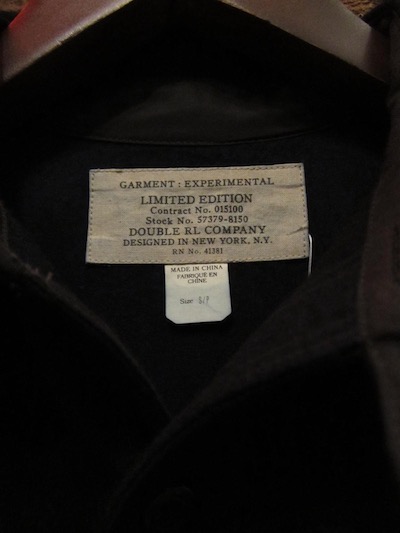 GARMENT : EXPERIMENTAL
LIMITED EDITION
Contract No. 015100
Stock No. 57379-8150
DOUBLE RL COMPANY
DESIGNED IN NEW YORK, N.Y.
RN No. 41381
MADE IN CHINA
FABRIQUE EN
CHINE
Size S/P